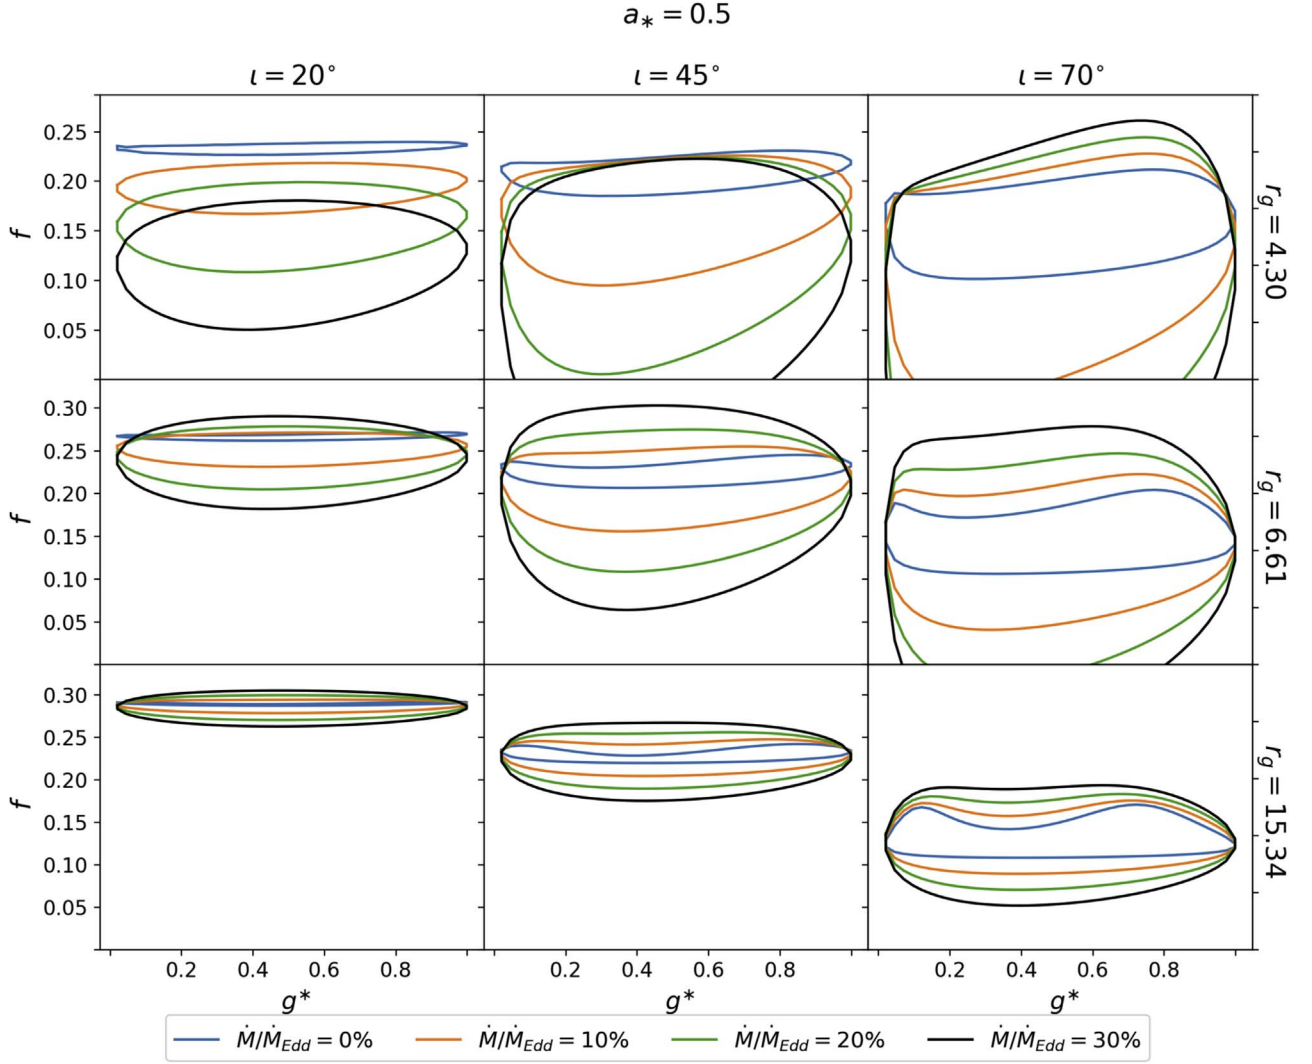 a* = 0.5
ι = 20° ι = 45° ι = 70°
0.25
0.20
0.15
0.10
0.05
f
r_g = 4.30
0.30
0.25
0.20
0.15
0.10
0.05
f
r_g = 6.61
0.30
0.25
0.20
0.15
0.10
0.05
f
r_g = 15.34
0.2 0.4 0.6 0.8 0.2 0.4 0.6 0.8 0.2 0.4 0.6 0.8
g* g* g*
Ṁ/Ṁ_Edd = 0% Ṁ/Ṁ_Edd = 10% Ṁ/Ṁ_Edd = 20% Ṁ/Ṁ_Edd = 30%